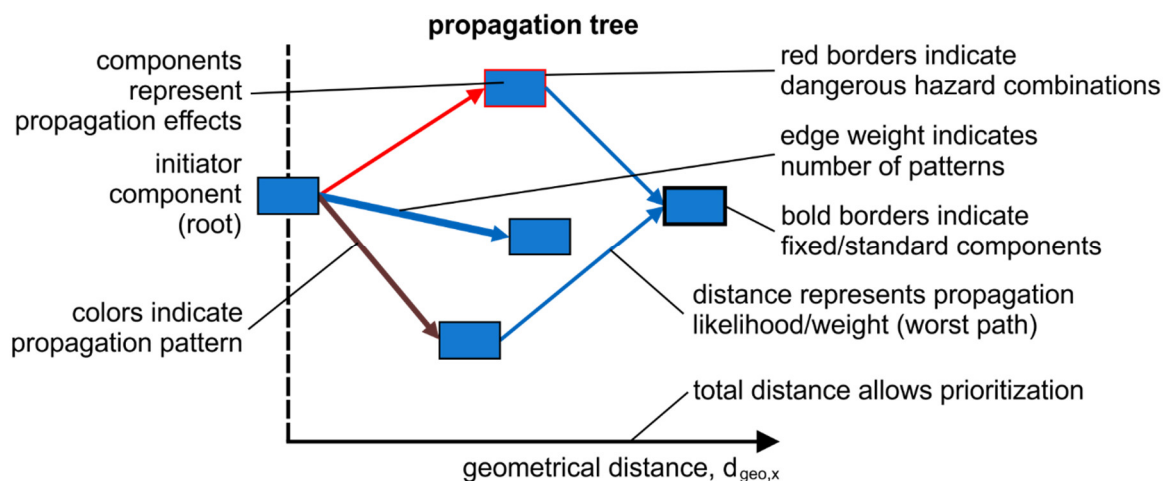 propagation tree
components
represent
propagation effects
initiator
component
(root)
colors indicate
propagation pattern
red borders indicate
dangerous hazard combinations
edge weight indicates
number of patterns
bold borders indicate
fixed/standard components
distance represents propagation
likelihood/weight (worst path)
total distance allows prioritization
geometrical distance, dgeo,x